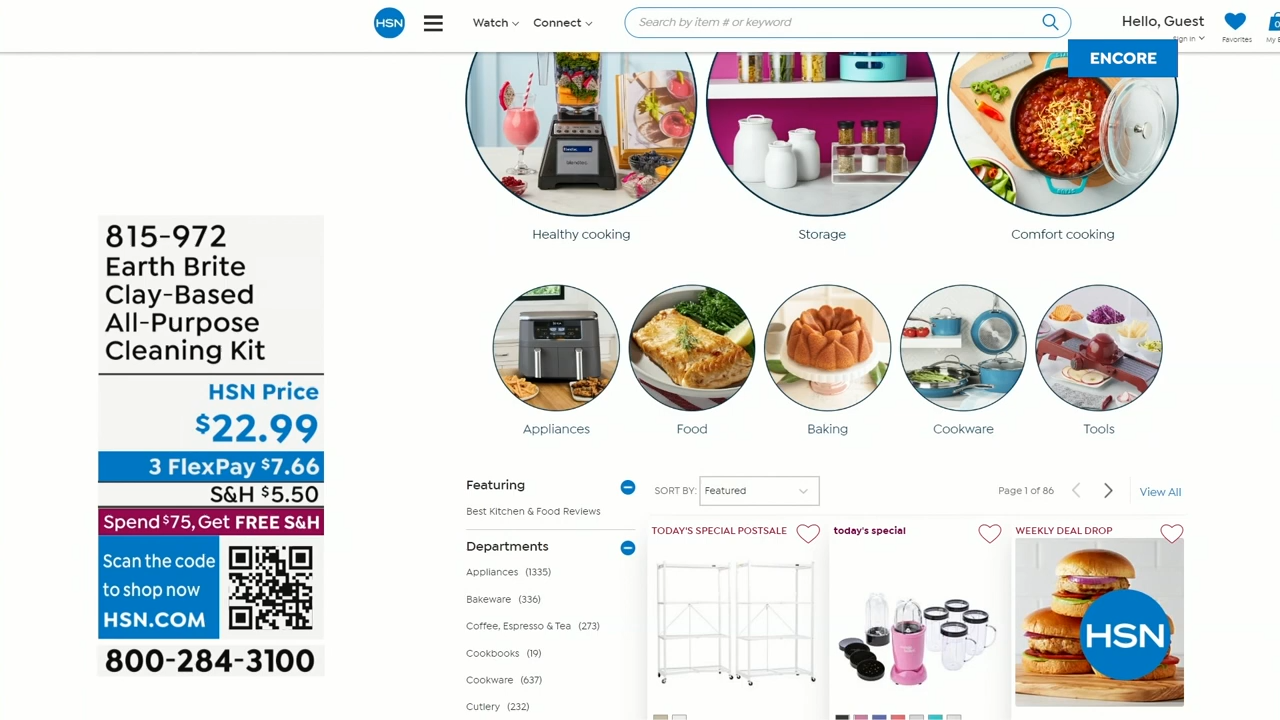 HSN
Watch
Connect
Search by item # or keyword
Hello, Guest
Sign In
Favorites
0
ENCORE
Healthy cooking
Storage
Comfort cooking
815-972
Earth Brite
Clay-Based
All-Purpose
Cleaning Kit
HSN Price
$22.99
3 FlexPay $7.66
S&H $5.50
Spend $75, Get FREE S&H
Scan the code
to shop now
HSN.COM
800-284-3100
Appliances
Food
Baking
Cookware
Tools
Featuring
Best Kitchen & Food Reviews
Departments
Appliances (1335)
Bakeware (336)
Coffee, Espresso & Tea (273)
Cookbooks (19)
Cookware (637)
Cutlery (232)
SORT BY: Featured
Page 1 of 86
View All
TODAY'S SPECIAL POSTSALE
today's special
WEEKLY DEAL DROP
HSN